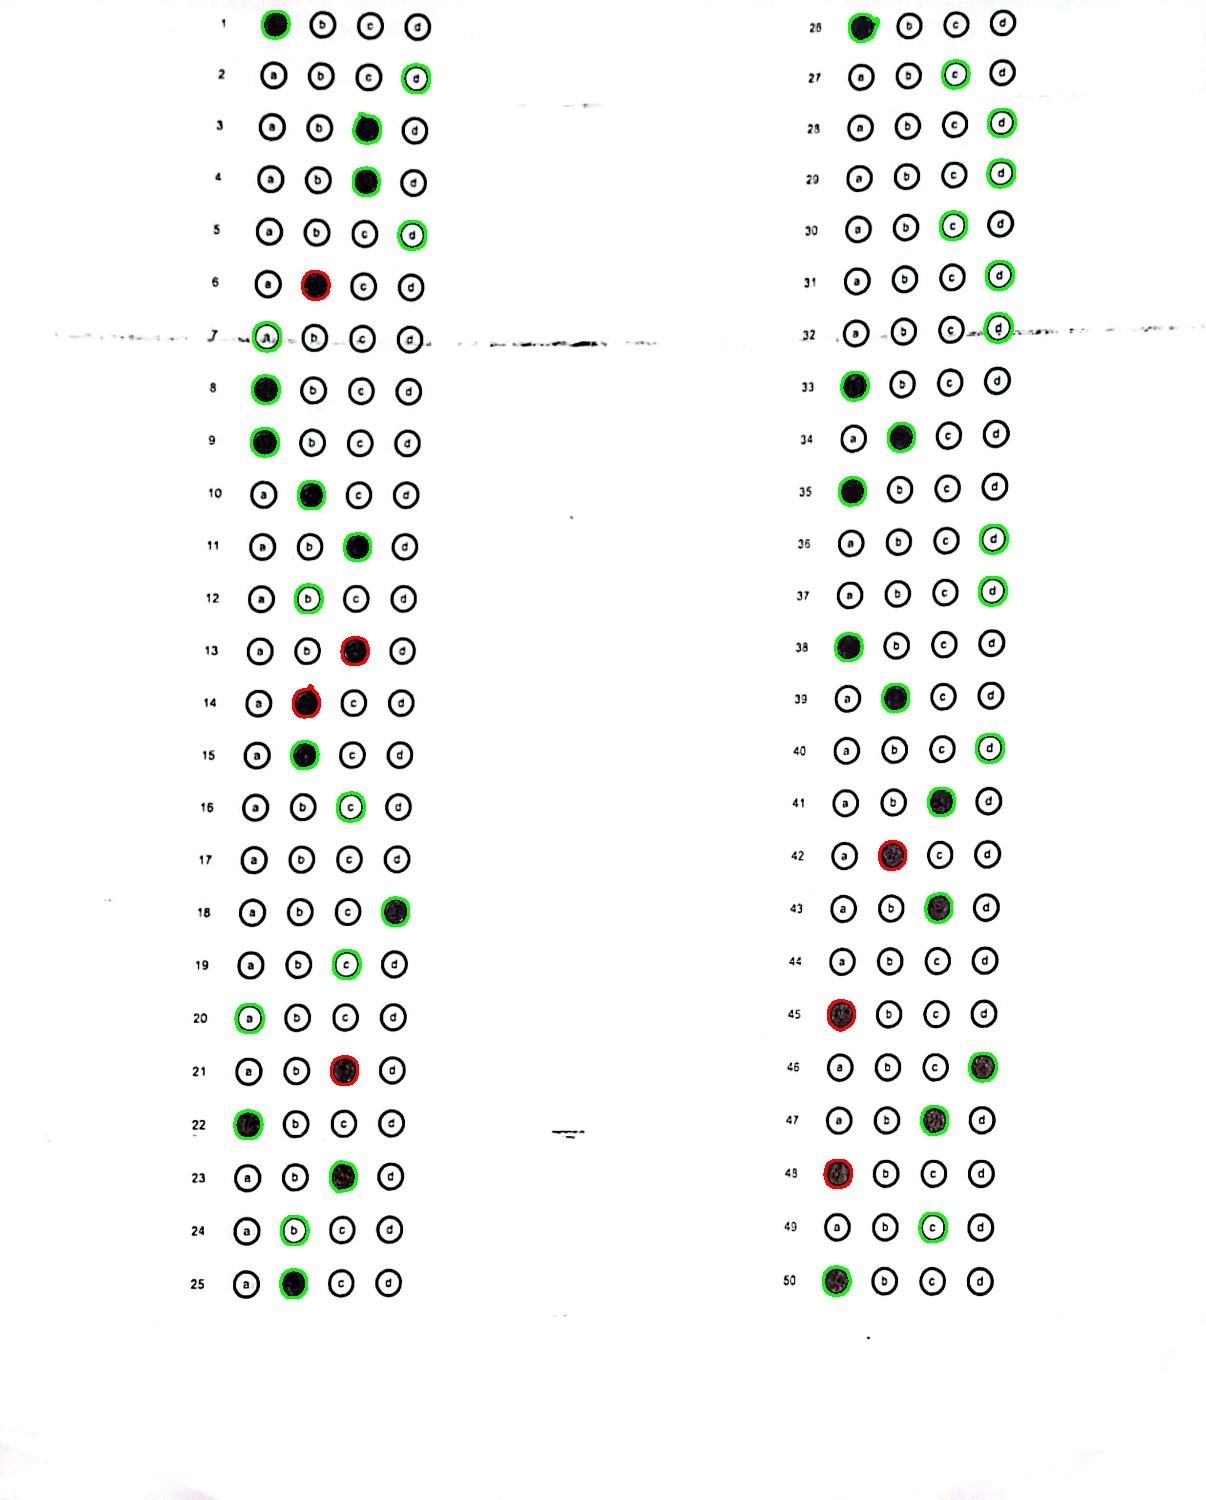 1 b c d
2 a b c d
3 a b d
4 a b d
5 a b c d
6 a c d
7 a b c d
8 b c d
9 b c d
10 a c d
11 a b d
12 a b c d
13 a b d
14 a c d
15 a c d
16 a b c d
17 a b c d
18 a b c
19 a b c d
20 a b c d
21 a b d
22 b c d
23 a b d
24 a b c d
25 a c d
26 b c d
27 a b c d
28 a b c d
29 a b c d
30 a b c d
31 a b c d
32 a b c d
33 b c d
34 a c d
35 b c d
36 a b c d
37 a b c d
38 b c d
39 a c d
40 a b c d
41 a b d
42 a c d
43 a b d
44 a b c d
45 b c d
46 a b c
47 a b d
48 b c d
49 a b c d
50 b c d